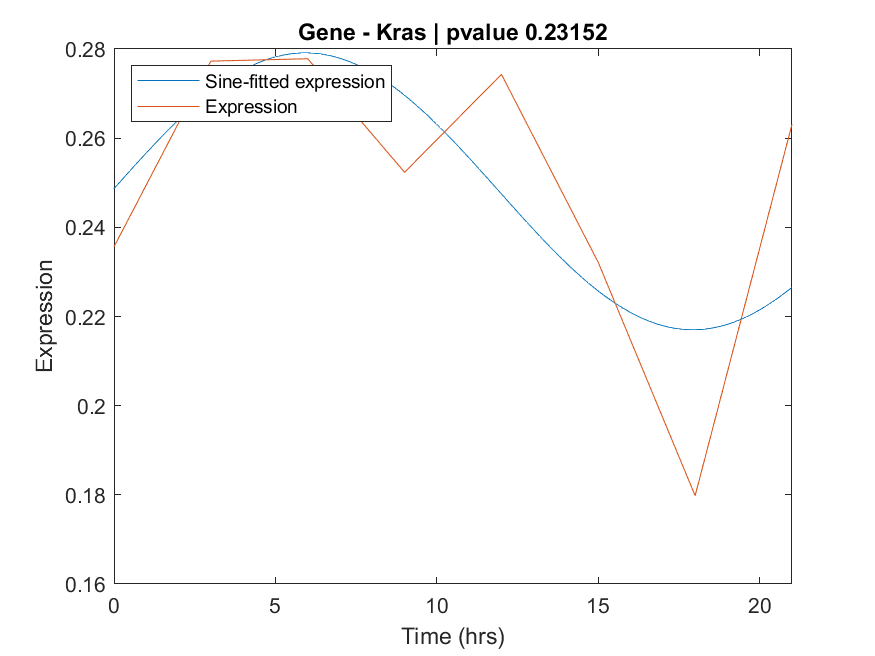 Gene - Kras | pvalue 0.23152
0.28
0.26
0.24
0.22
0.2
0.18
0.16
Expression
Sine-fitted expression
Expression
0 5 10 15 20
Time (hrs)